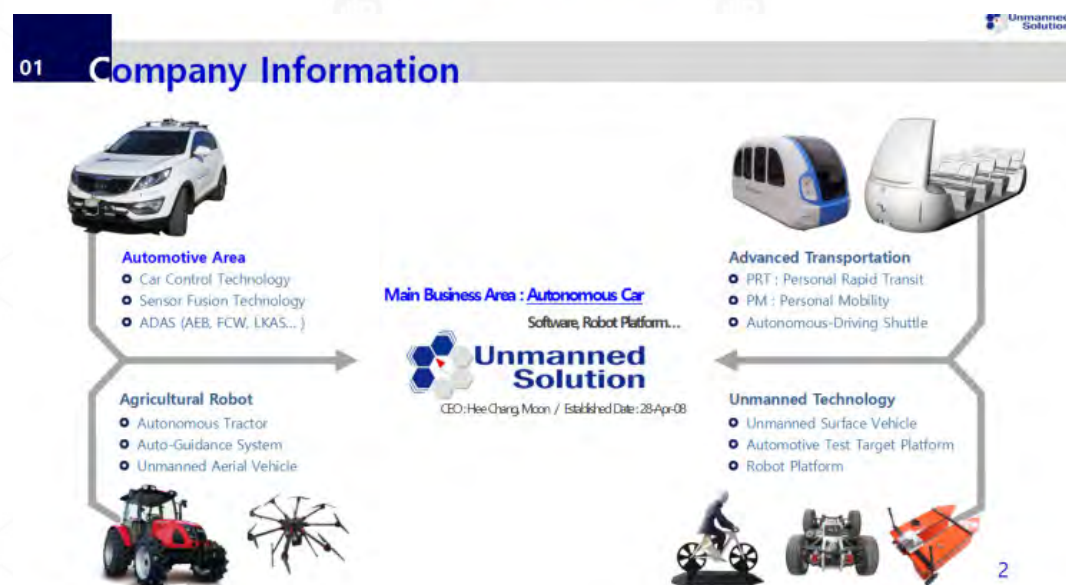 Unmanned
Solution
01
Company Information
Automotive Area
Car Control Technology
Sensor Fusion Technology
ADAS (AEB, FCW, LKAS... )
Advanced Transportation
PRT : Personal Rapid Transit
PM : Personal Mobility
Autonomous-Driving Shuttle
Main Business Area : Autonomous Car
Software, Robot Platform...
Unmanned
Solution
CEO : Hee Chang, Moon / Established Date : 28-Apr-08
Agricultural Robot
Autonomous Tractor
Auto-Guidance System
Unmanned Aerial Vehicle
Unmanned Technology
Unmanned Surface Vehicle
Automotive Test Target Platform
Robot Platform
2